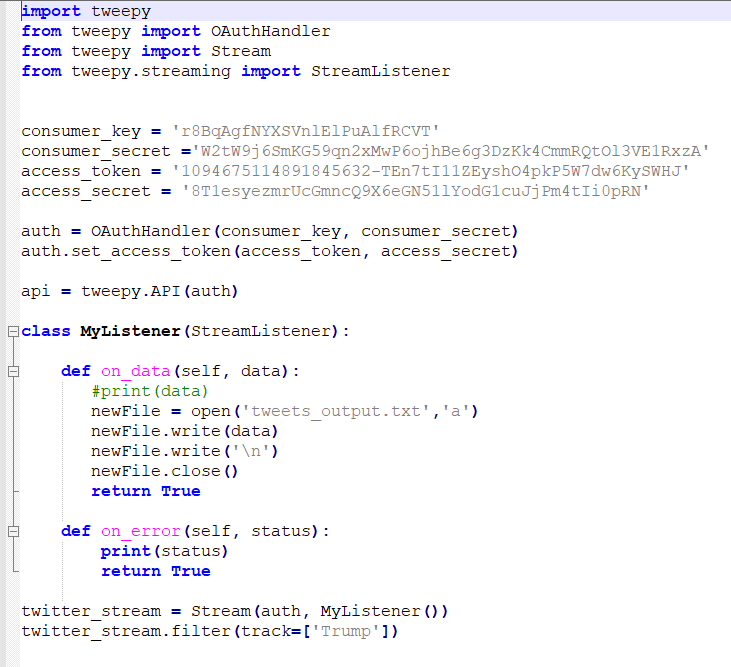 import tweepy
from tweepy import OAuthHandler
from tweepy import Stream
from tweepy.streaming import StreamListener
consumer_key = 'r8BqAgfNYXSVnlElPuAlfRCVT'
consumer_secret ='W2tW9j6SmKG59qn2xMwP6ojhBe6g3DzKk4CmmRQtOl3VE1RxzA'
access_token = '1094675114891845632-TEn7tI11ZEyshO4pkP5W7dw6KySWHJ'
access_secret = '8T1esyezmrUcGmncQ9X6eGN51lYodG1cuJjPm4tIi0pRN'
auth = OAuthHandler(consumer_key, consumer_secret)
auth.set_access_token(access_token, access_secret)
api = tweepy.API(auth)
class MyListener(StreamListener):
    def on_data(self, data):
       #print(data)
       newFile = open('tweets_output.txt','a')
       newFile.write(data)
       newFile.write('\n')
       newFile.close()
       return True
    def on_error(self, status):
        print(status)
        return True
twitter_stream = Stream(auth, MyListener())
twitter_stream.filter(track=['Trump'])